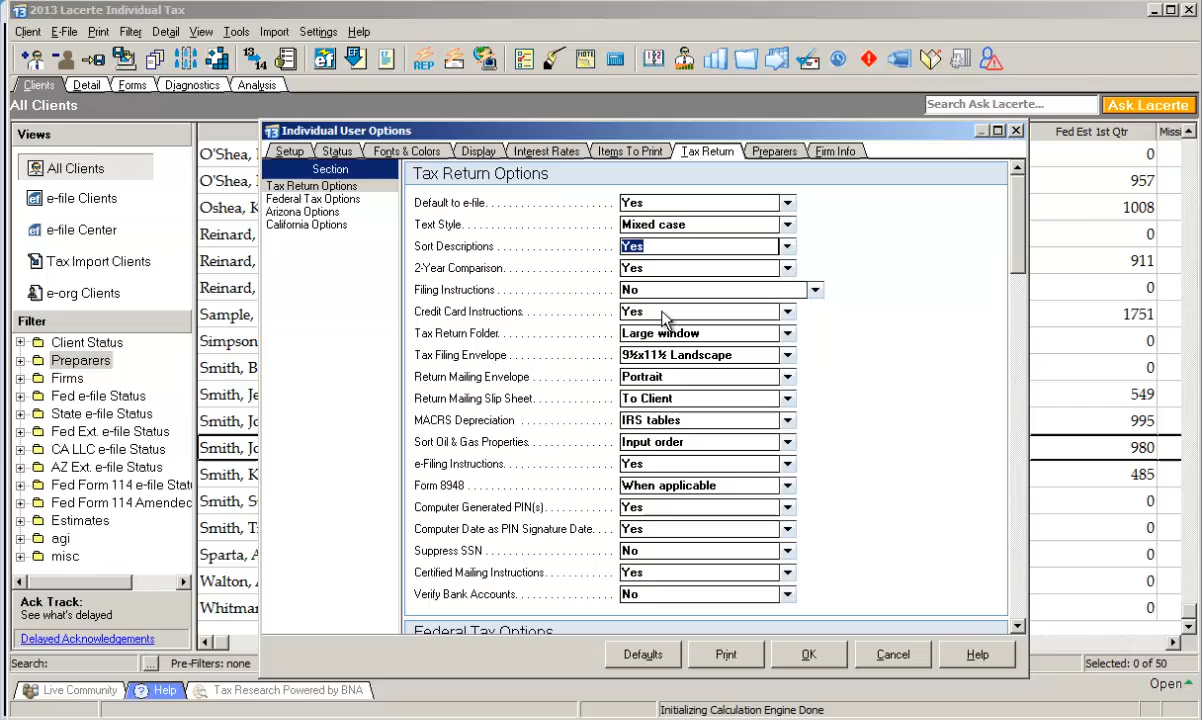 2013 Lacerte Individual Tax
Client E-File Print Filter Detail View Tools Import Settings Help
Clients Detail Forms Diagnostics Analysis
All Clients
Search Ask Lacerte... Ask Lacerte
Views
All Clients
e-file Clients
e-file Center
Tax Import Clients
e-org Clients
Filter
Client Status
Preparers
Firms
Fed e-file Status
State e-file Status
Fed Ext. e-file Status
CA LLC e-file Status
AZ Ext. e-file Status
Fed Form 114 e-file Stat
Fed Form 114 Amended
Estimates
agi
misc
Ack Track:
See what's delayed
Delayed Acknowledgements
O'Shea, B
O'Shea, A
Oshea, K
Reinard,
Reinard,
Reinard,
Sample,
Simpson
Smith, B
Smith, Je
Smith, Jo
Smith, Jo
Smith, K
Smith, S
Smith, T
Sparta, A
Walton,
Whitman
Individual User Options
Setup Status Fonts & Colors Display Interest Rates Items To Print Tax Return Preparers Firm Info
Section
Tax Return Options
Federal Tax Options
Arizona Options
California Options
Tax Return Options
Default to e-file Yes
Text Style Mixed case
Sort Descriptions Yes
2-Year Comparison Yes
Filing Instructions No
Credit Card Instructions Yes
Tax Return Folder Large window
Tax Filing Envelope 9½x11½ Landscape
Return Mailing Envelope Portrait
Return Mailing Slip Sheet To Client
MACRS Depreciation IRS tables
Sort Oil & Gas Properties Input order
e-Filing Instructions Yes
Form 8948 When applicable
Computer Generated PIN(s) Yes
Computer Date as PIN Signature Date Yes
Suppress SSN No
Certified Mailing Instructions Yes
Verify Bank Accounts No
Federal Tax Options
Defaults Print OK Cancel Help
Fed Est 1st Qtr Missi
0
957
1008
0
911
0
1751
0
0
549
995
980
485
0
0
0
0
0
Search: ... Pre-Filters: none Selected: 0 of 50
Live Community Help Tax Research Powered by BNA Open
Initializing Calculation Engine Done